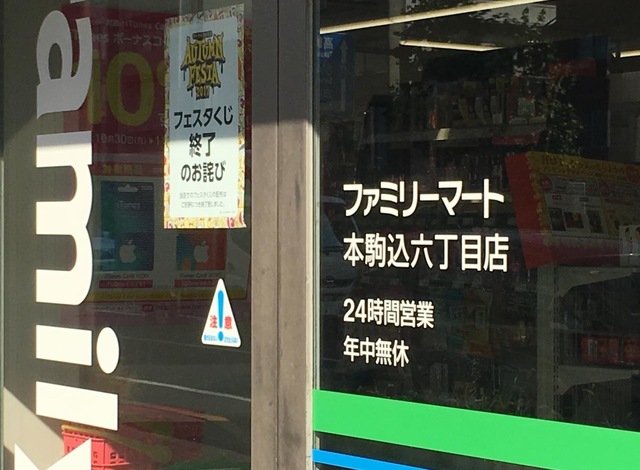 amil
AUTUMN
FESTA
2017
フェスタくじ
終了
のお詫び
iTunes
注意
ファミリーマート
本駒込六丁目店
24時間営業
年中無休